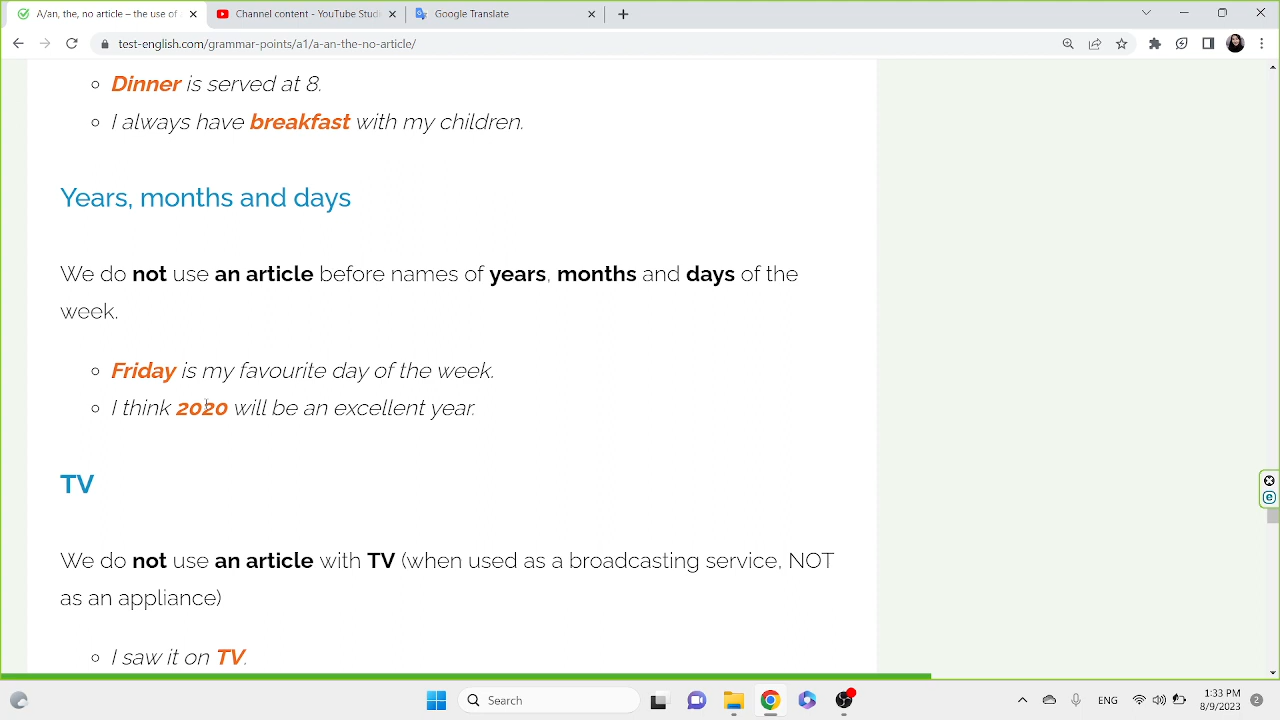 A/an, the, no article – the use of
Channel content - YouTube Studi
Google Translate
test-english.com/grammar-points/a1/a-an-the-no-article/
Dinner is served at 8.
I always have breakfast with my children.
Years, months and days
We do not use an article before names of years, months and days of the
week.
Friday is my favourite day of the week.
I think 2020 will be an excellent year.
TV
We do not use an article with TV (when used as a broadcasting service, NOT
as an appliance)
I saw it on TV.
Search
ENG
1:33 PM
8/9/2023
2